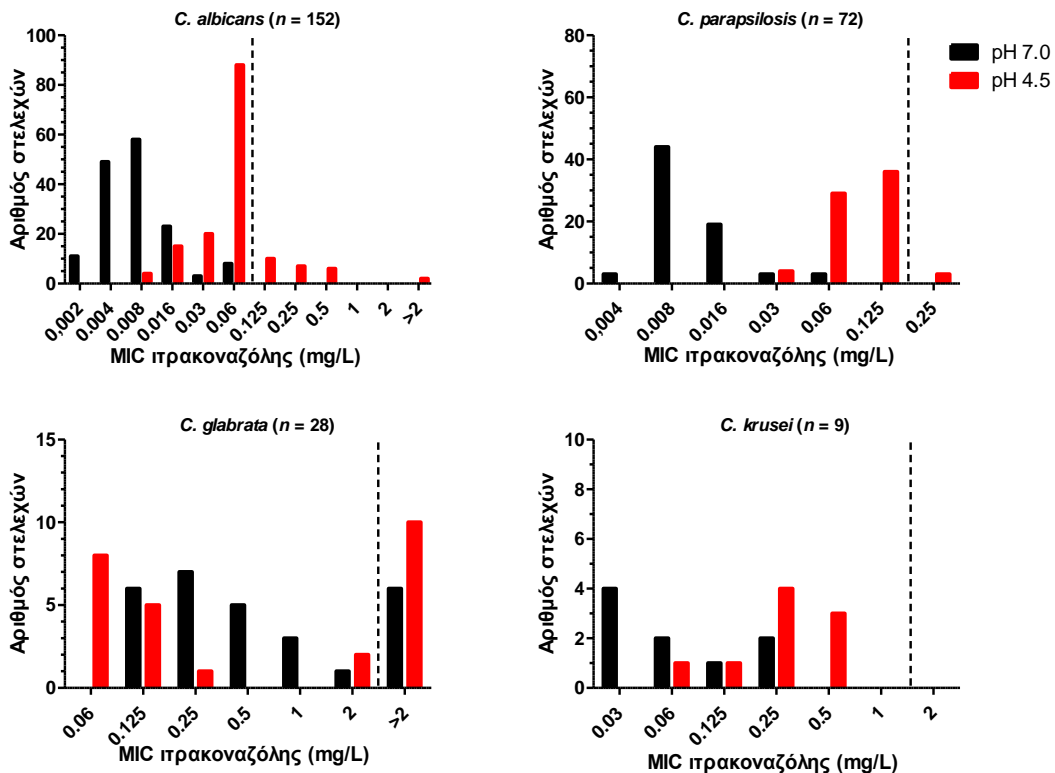 C. albicans (n = 152)
Αριθμός στελεχών
100
80
60
40
20
0
0,002 0.004 0.008 0.016 0.03 0.06 0.125 0.25 0.5 1 2 >2
MIC ιτρακοναζόλης (mg/L)
C. parapsilosis (n = 72)
Αριθμός στελεχών
80
60
40
20
0
0,004 0.008 0.016 0.03 0.06 0.125 0.25
MIC ιτρακοναζόλης (mg/L)
pH 7.0
pH 4.5
C. glabrata (n = 28)
Αριθμός στελεχών
15
10
5
0
0.06 0.125 0.25 0.5 1 2 >2
MIC ιτρακοναζόλης (mg/L)
C. krusei (n = 9)
Αριθμός στελεχών
10
8
6
4
2
0
0.03 0.06 0.125 0.25 0.5 1 2
MIC ιτρακοναζόλης (mg/L)